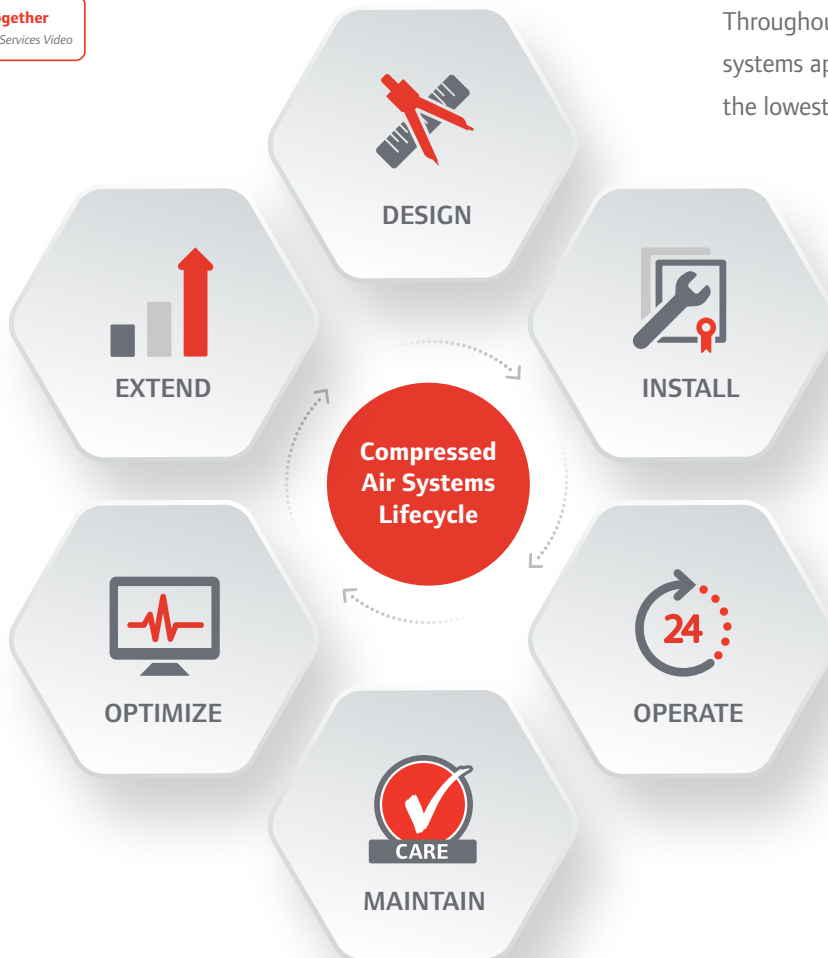 gether
Services Video
Throughou
systems ap
the lowest
DESIGN
EXTEND
INSTALL
Compressed
Air Systems
Lifecycle
24
OPTIMIZE
OPERATE
CARE
MAINTAIN